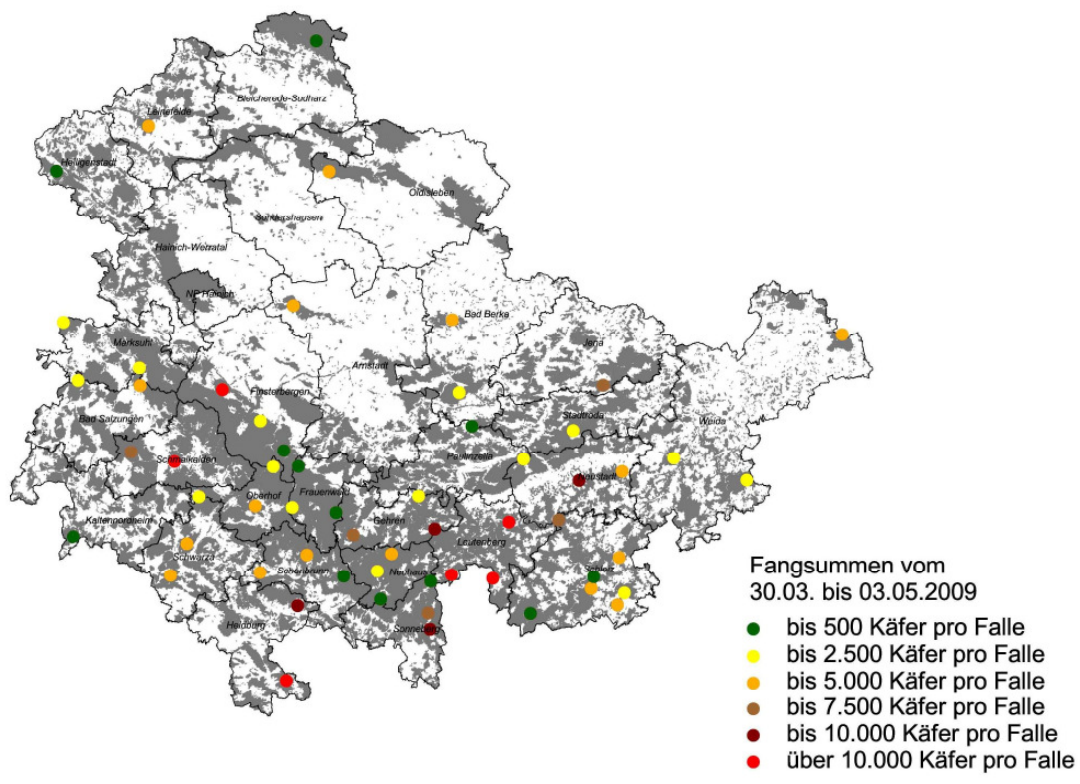 Bleicherode-Südharz
Leinefelde
Heiligenstadt
Oldisleben
Sondershausen
Hainich-Werratal
NP Hainich
Bad Berka
Marksuhl
Jena
Arnstadt
Finsterbergen
Bad Salzungen
Stadtroda
Weida
Paulinzella
Schmalkalden
Neustadt
Oberhof
Frauenwald
Kaltennordheim
Gehren
Leutenberg
Schwarza
Schönbrunn
Neuhaus
Schleiz
Heldburg
Sonneberg
Fangsummen vom
30.03. bis 03.05.2009
bis 500 Käfer pro Falle
bis 2.500 Käfer pro Falle
bis 5.000 Käfer pro Falle
bis 7.500 Käfer pro Falle
bis 10.000 Käfer pro Falle
über 10.000 Käfer pro Falle